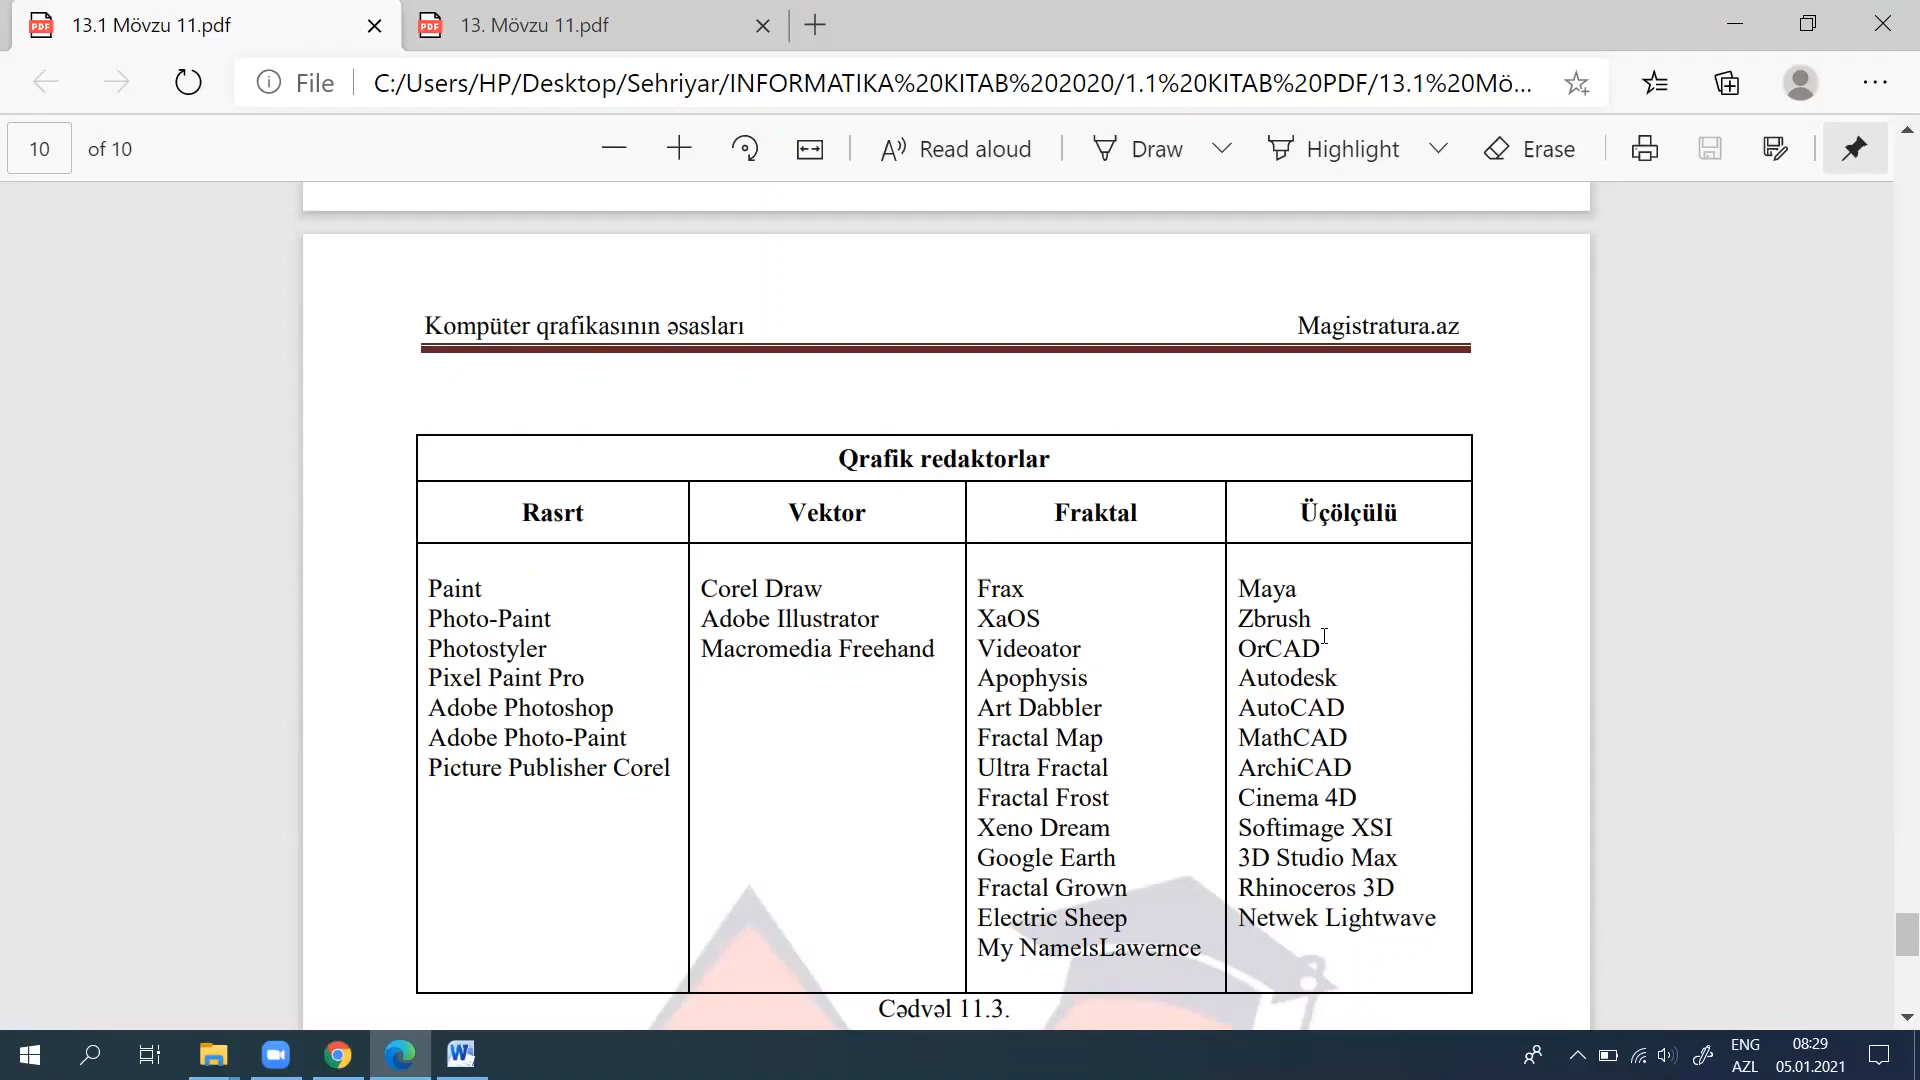 13.1 Mövzu 11.pdf
13. Mövzu 11.pdf
File
C:/Users/HP/Desktop/Sehriyar/INFORMATIKA%20KITAB%202020/1.1%20KITAB%20PDF/13.1%20Mö...
10 of 10
Read aloud
Draw
Highlight
Erase
Kompüter qrafikasının əsasları
Magistratura.az
Qrafik redaktorlar
Rasrt
Vektor
Fraktal
Üçölçülü
Paint
Photo-Paint
Photostyler
Pixel Paint Pro
Adobe Photoshop
Adobe Photo-Paint
Picture Publisher Corel
Corel Draw
Adobe Illustrator
Macromedia Freehand
Frax
XaOS
Videoator
Apophysis
Art Dabbler
Fractal Map
Ultra Fractal
Fractal Frost
Xeno Dream
Google Earth
Fractal Grown
Electric Sheep
My NamelsLawernce
Maya
Zbrush
OrCAD
Autodesk
AutoCAD
MathCAD
ArchiCAD
Cinema 4D
Softimage XSI
3D Studio Max
Rhinoceros 3D
Netwek Lightwave
Cədvəl 11.3.
ENG
AZL
08:29
05.01.2021